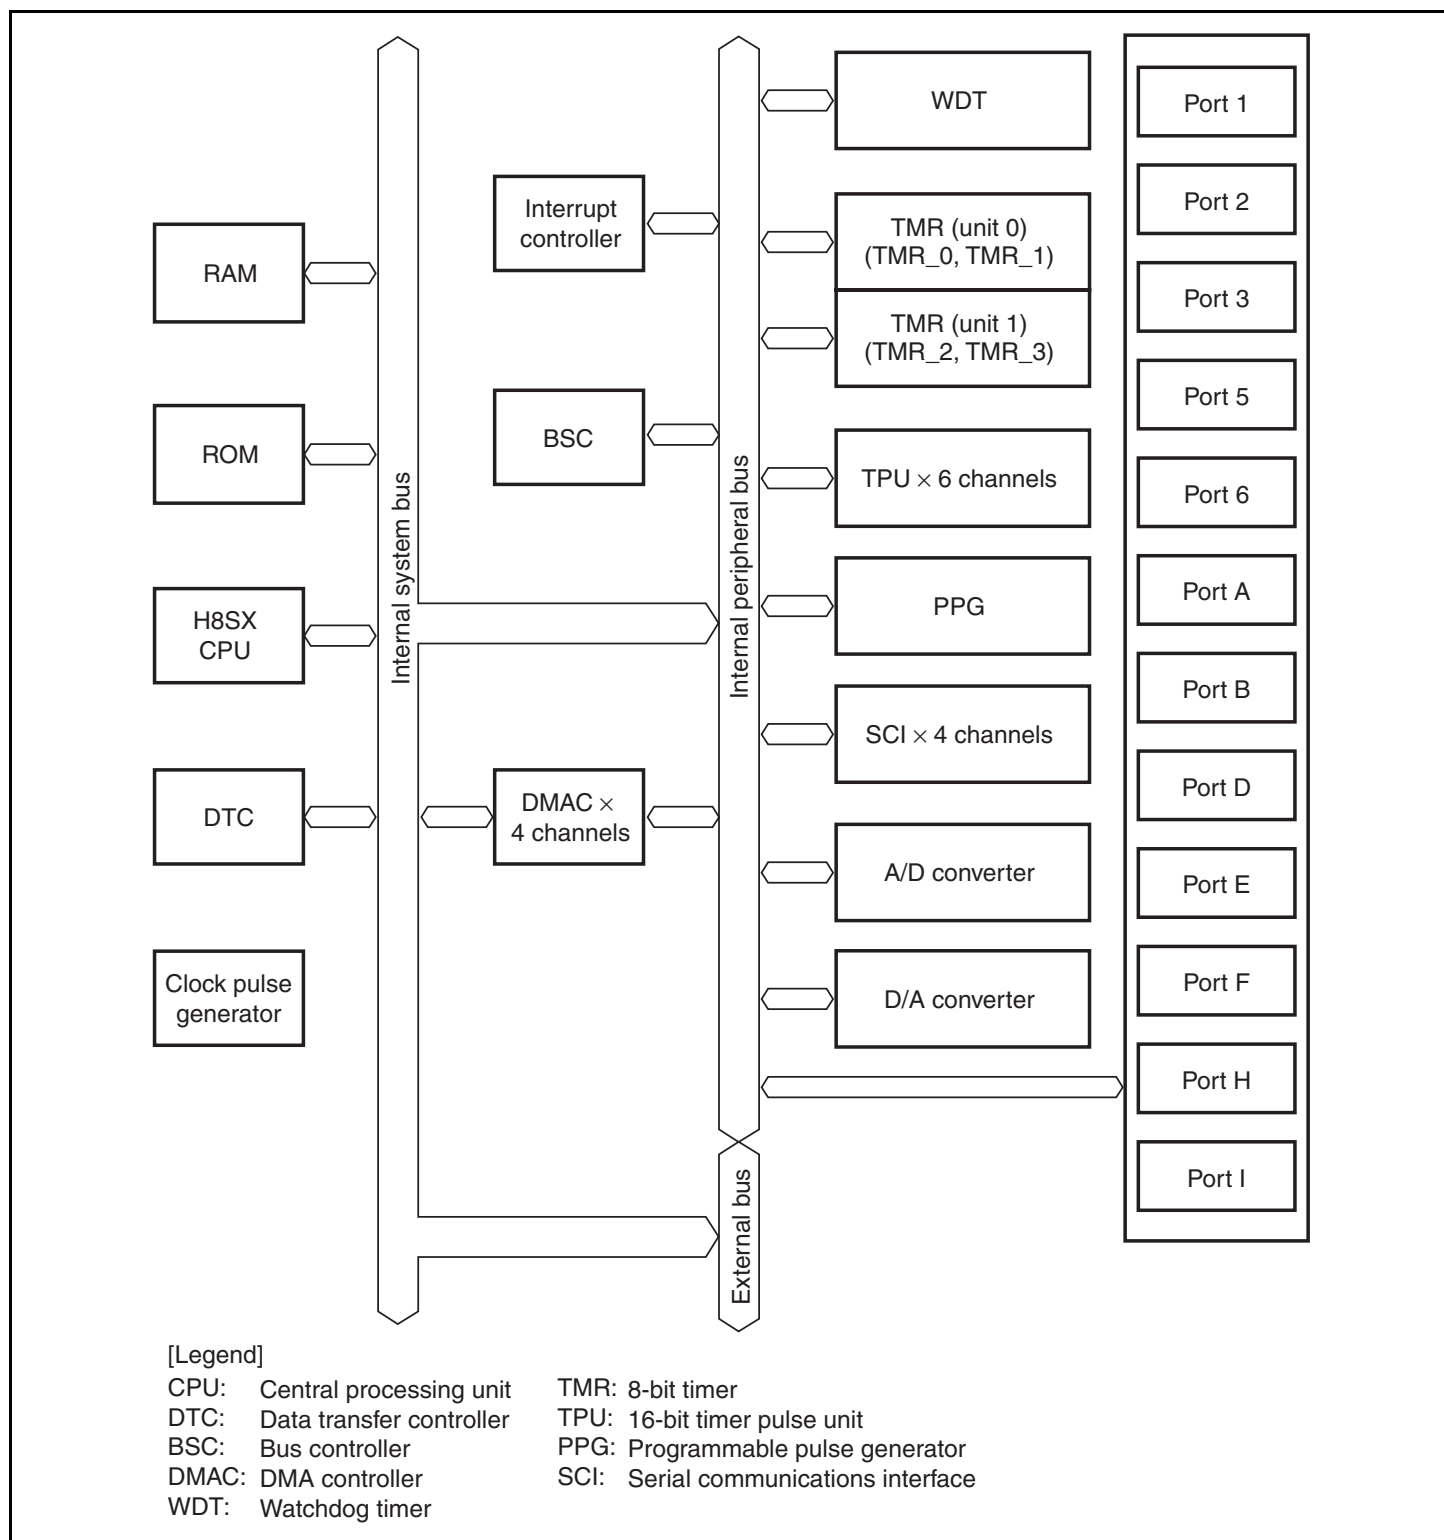 RAM
ROM
H8SX
CPU
DTC
Clock pulse
generator
Internal system bus
Interrupt
controller
BSC
DMAC ×
4 channels
Internal peripheral bus
External bus
WDT
TMR (unit 0)
(TMR_0, TMR_1)
TMR (unit 1)
(TMR_2, TMR_3)
TPU × 6 channels
PPG
SCI × 4 channels
A/D converter
D/A converter
Port 1
Port 2
Port 3
Port 5
Port 6
Port A
Port B
Port D
Port E
Port F
Port H
Port I
[Legend]
CPU: Central processing unit
DTC: Data transfer controller
BSC: Bus controller
DMAC: DMA controller
WDT: Watchdog timer
TMR: 8-bit timer
TPU: 16-bit timer pulse unit
PPG: Programmable pulse generator
SCI: Serial communications interface